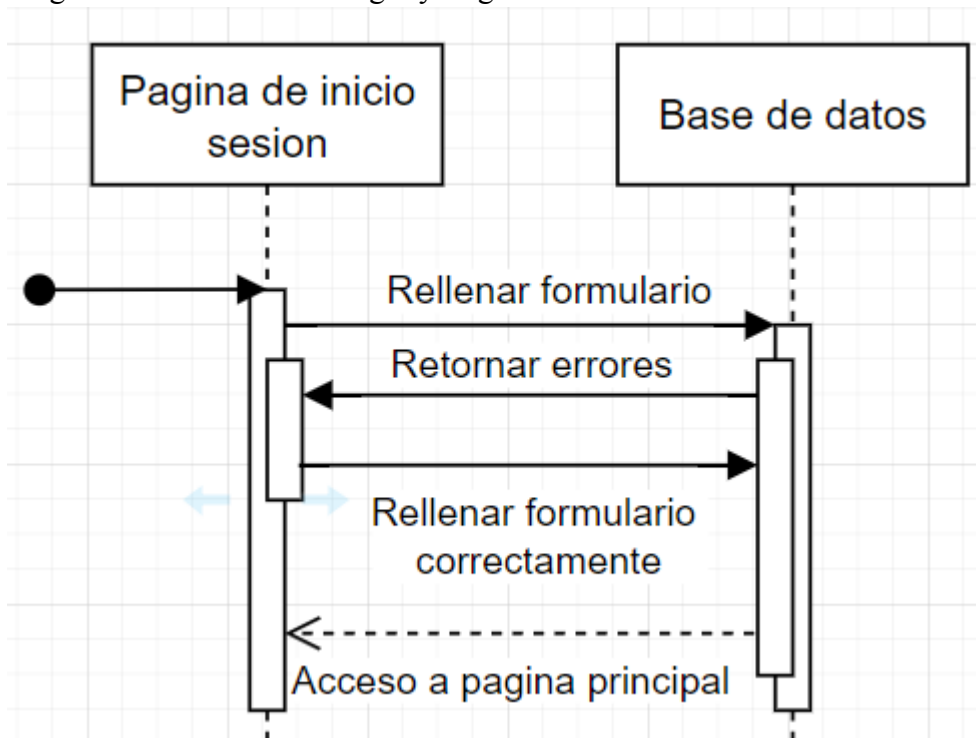 Pagina de inicio
sesion
Base de datos
Rellenar formulario
Retornar errores
Rellenar formulario
correctamente
Acceso a pagina principal